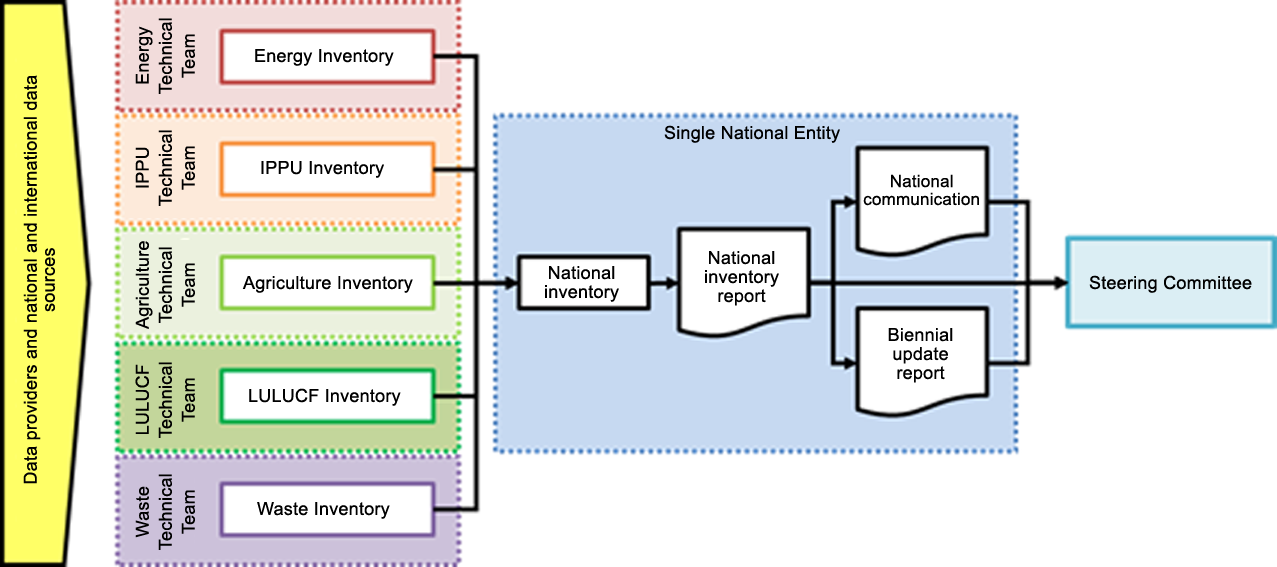 Data providers and national and international data
sources
Energy
Technical
Team
Energy Inventory
IPPU
Technical
Team
IPPU Inventory
Agriculture
Technical
Team
Agriculture Inventory
LULUCF
Technical
Team
LULUCF Inventory
Waste
Technical
Team
Waste Inventory
Single National Entity
National
inventory
National
inventory
report
National
communication
Biennial
update
report
Steering Committee